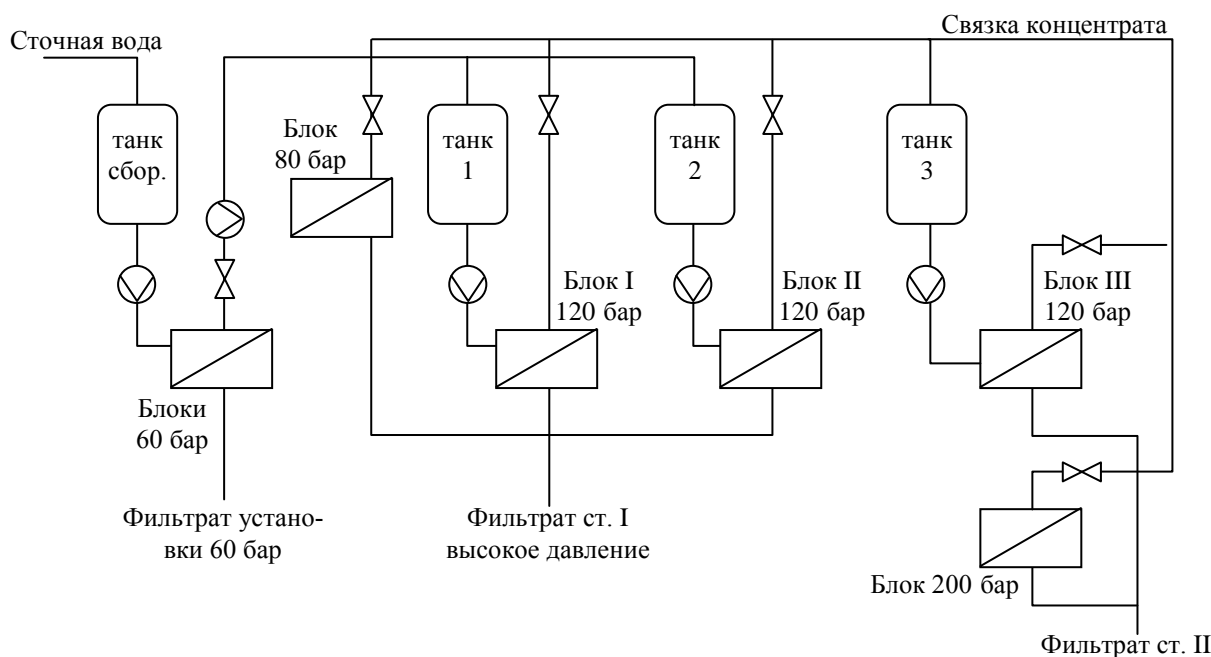 Сточная вода
Связка концентрата
танк
сбор.
Блок
80 бар
танк
1
танк
2
танк
3
Блок I
120 бар
Блок II
120 бар
Блок III
120 бар
Блоки
60 бар
Фильтрат устано-
вки 60 бар
Фильтрат ст. I
высокое давление
Блок 200 бар
Фильтрат ст. II